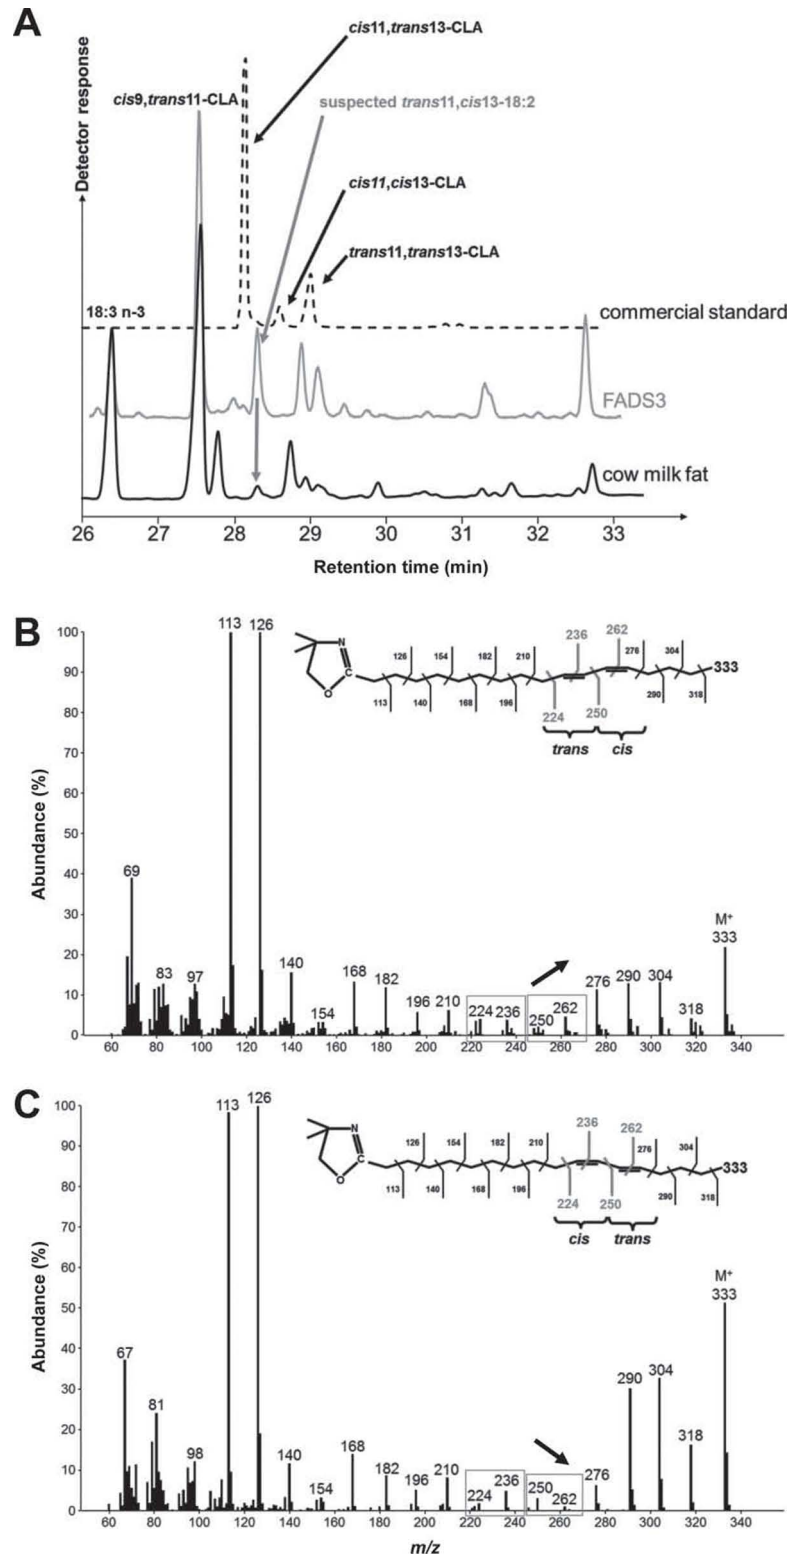 A
Detector response
cis11,trans13-CLA
cis9,trans11-CLA
suspected trans11,cis13-18:2
cis11,cis13-CLA
trans11,trans13-CLA
18:3 n-3
commercial standard
FADS3
cow milk fat
26 27 28 29 30 31 32 33
Retention time (min)
B
Abundance (%)
100
90
80
70
60
50
40
30
20
10
0
113 126
69
83
97
140
154
168
182
196
210
224
236
250
262
276
290
304
318
M+
333
60 80 100 120 140 160 180 200 220 240 260 280 300 320 340
N
C
O
126 154 182 210 236 262 276 304
333
113 140 168 196 224 250 290 318
trans cis
C
Abundance (%)
100
90
80
70
60
50
40
30
20
10
0
113 126
67
81
98
140
154
168
182
196
210
224
236
250
262
276
290
304
318
M+
333
60 80 100 120 140 160 180 200 220 240 260 280 300 320 340
N
C
O
126 154 182 210 236 262 276 304
333
113 140 168 196 224 250 290 318
cis trans
m/z